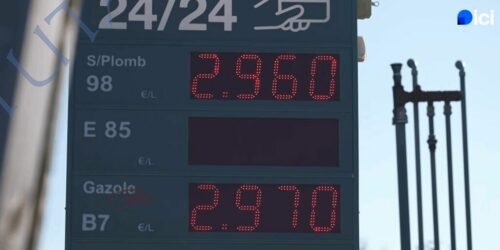 24/24
ici
S/Plomb
98
€/L
2.960
E 85
€/L
Gazole
B7
€/L
2.970